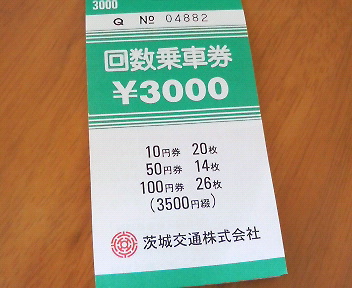 3000
Q № 04882
回数乗車券
¥3000
10円券 20枚
50円券 14枚
100円券 26枚
(3500円綴)
茨城交通株式会社